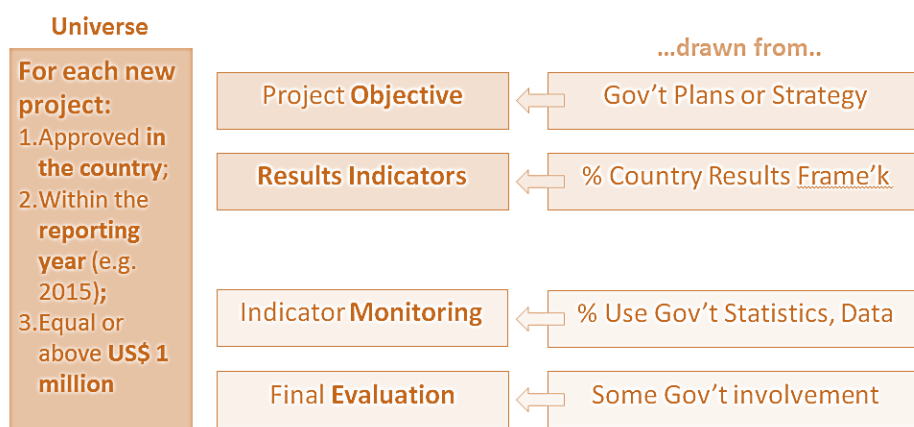 Universe
For each new
project:
1.Approved in
the country;
2.Within the
reporting
year (e.g.
2015);
3.Equal or
above US$ 1
million
...drawn from..
Project Objective
Gov't Plans or Strategy
Results Indicators
% Country Results Frame'k
Indicator Monitoring
% Use Gov't Statistics, Data
Final Evaluation
Some Gov't involvement